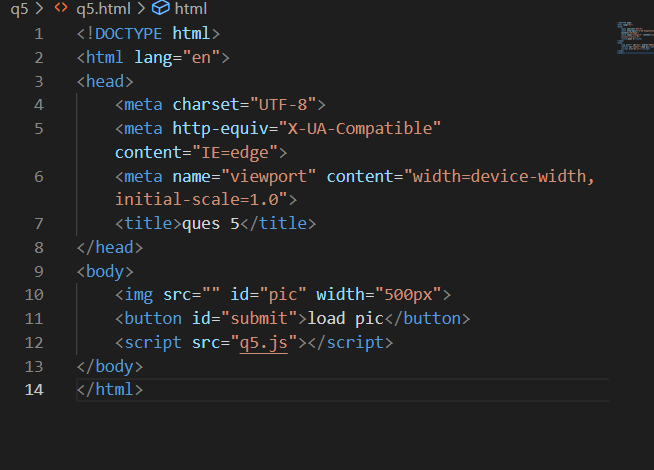 q5 > <> q5.html > html
1 <!DOCTYPE html>
2 <html lang="en">
3 <head>
4 <meta charset="UTF-8">
5 <meta http-equiv="X-UA-Compatible"
content="IE=edge">
6 <meta name="viewport" content="width=device-width,
initial-scale=1.0">
7 <title>ques 5</title>
8 </head>
9 <body>
10 <img src="" id="pic" width="500px">
11 <button id="submit">load pic</button>
12 <script src="q5.js"></script>
13 </body>
14 </html>